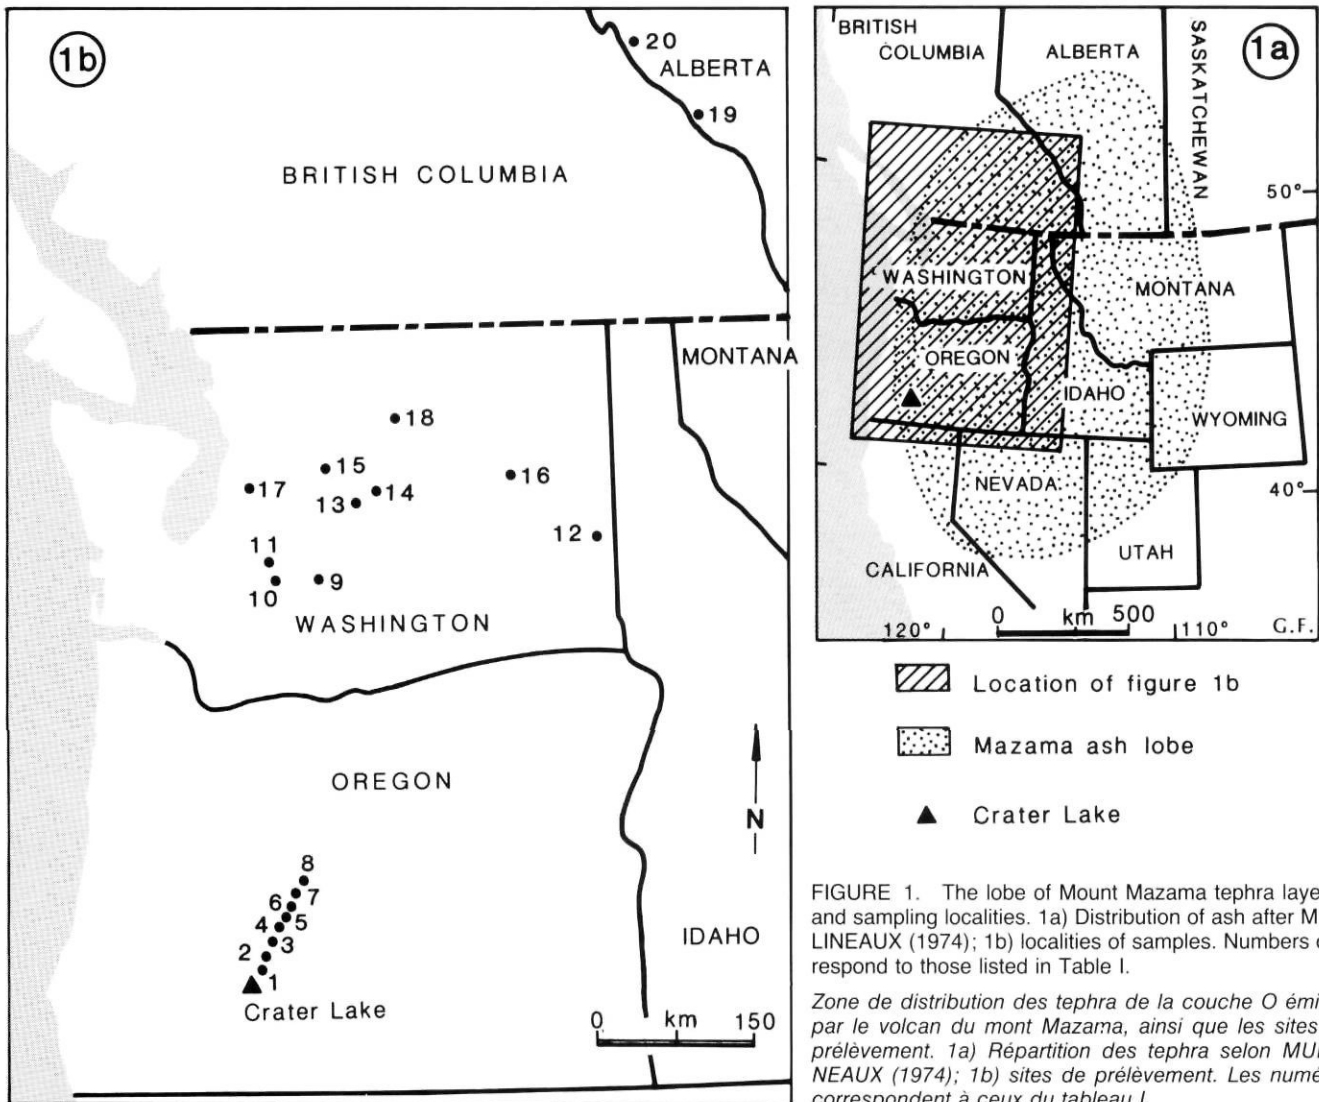 1b
20
ALBERTA
19
BRITISH COLUMBIA
MONTANA
18
15
17
14
16
13
12
11
10
9
WASHINGTON
OREGON
N
8
7
6
5
4
3
2
1
IDAHO
Crater Lake
0 km 150
1a
BRITISH
COLUMBIA
ALBERTA
SASKATCHEWAN
50°
WASHINGTON
MONTANA
OREGON
IDAHO
WYOMING
NEVADA
40°
UTAH
CALIFORNIA
0 km 500
120°
110°
G.F.
Location of figure 1b
Mazama ash lobe
Crater Lake
FIGURE 1. The lobe of Mount Mazama tephra laye
and sampling localities. 1a) Distribution of ash after M
LINEAUX (1974); 1b) localities of samples. Numbers c
respond to those listed in Table I.
Zone de distribution des tephra de la couche O émi
par le volcan du mont Mazama, ainsi que les sites
prélèvement. 1a) Répartition des tephra selon MU
NEAUX (1974); 1b) sites de prélèvement. Les numé
correspondent à ceux du tableau I